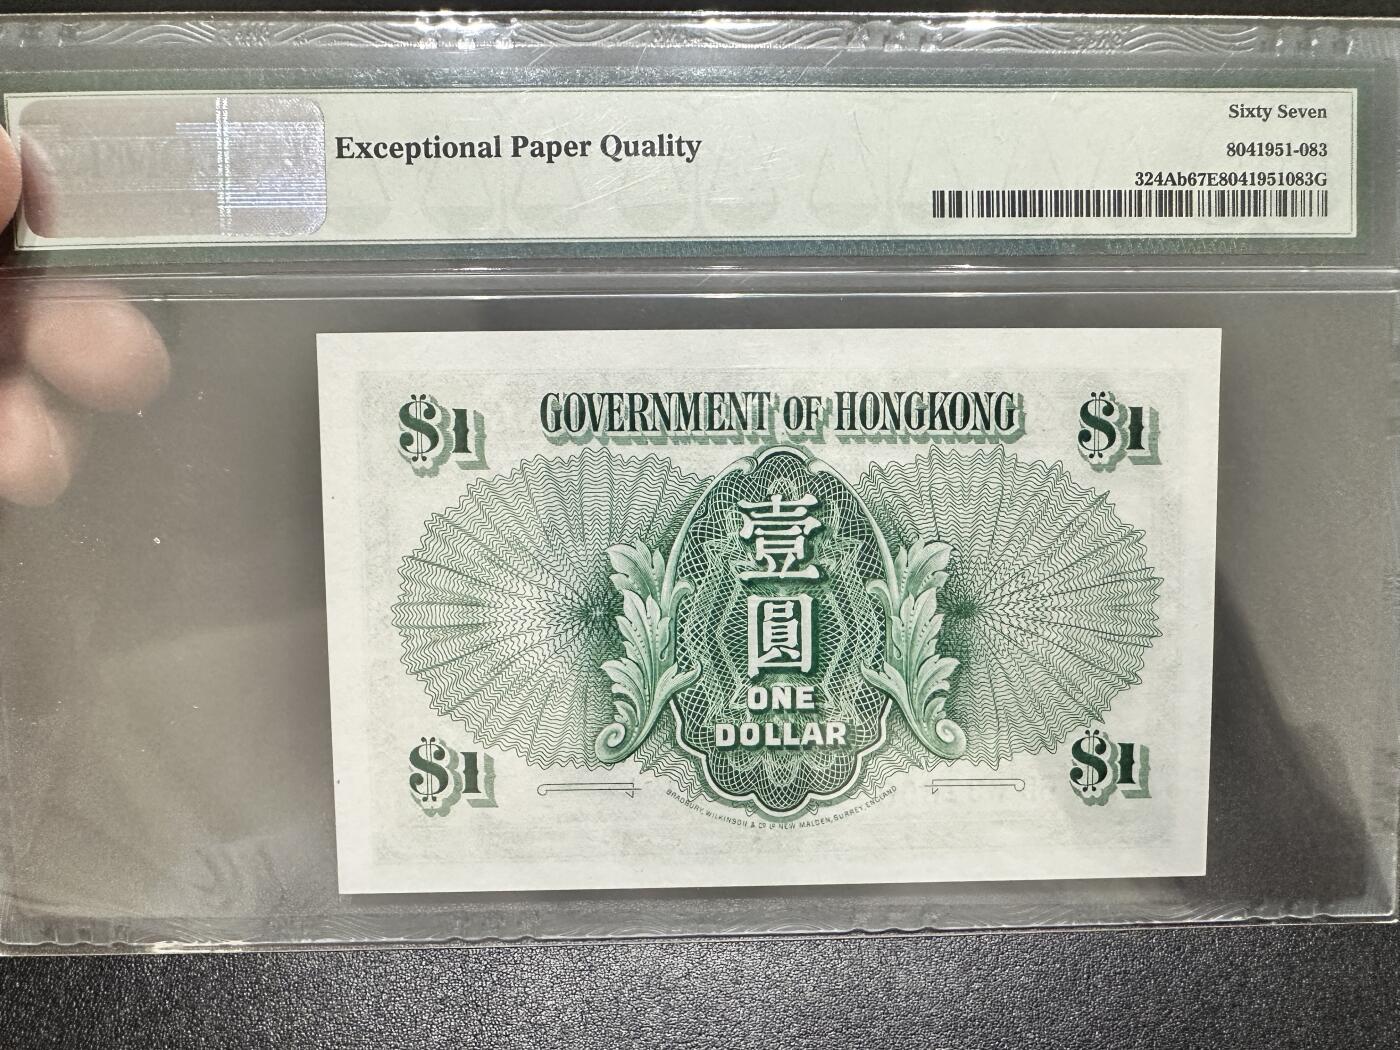 Exceptional Paper Quality
Sixty Seven
8041951-083
324Ab67E8041951083G
$1
GOVERNMENT OF HONGKONG
$1
壹
圓
ONE
DOLLAR
$1
$1
BRADBURY, WILKINSON & Cº Lᵈ NEW MALDEN, SURREY, ENGLAND